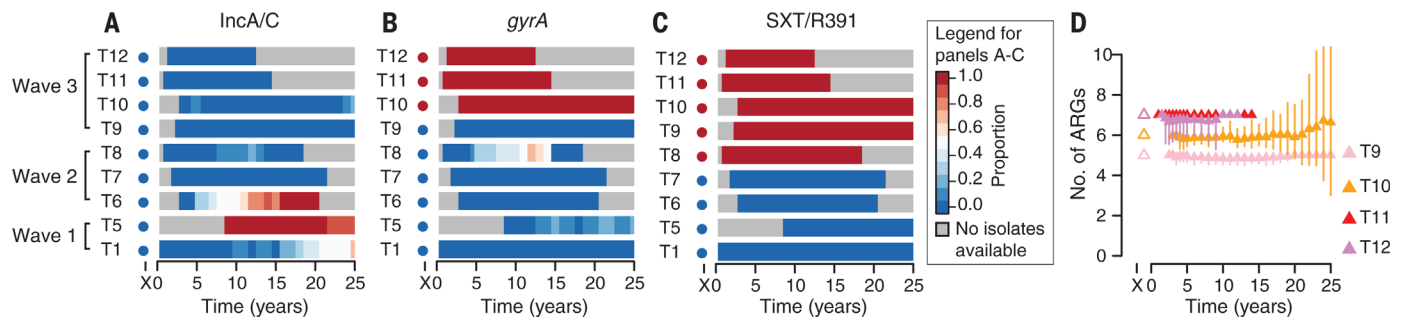 A
IncA/C
T12
T11
Wave 3
T10
T9
T8
Wave 2
T7
T6
T5
Wave 1
T1
X0 5 10 15 20 25
Time (years)
B
gyrA
T12
T11
T10
T9
T8
T7
T6
T5
T1
X0 5 10 15 20 25
Time (years)
C
SXT/R391
T12
T11
T10
T9
T8
T7
T6
T5
T1
X0 5 10 15 20 25
Time (years)
Legend for
panels A-C
1.0
0.8
0.6
0.4
0.2
0.0
Proportion
No isolates
available
D
No. of ARGs
10
8
6
4
2
0
X 0 5 10 15 20 25
Time (years)
T9
T10
T11
T12